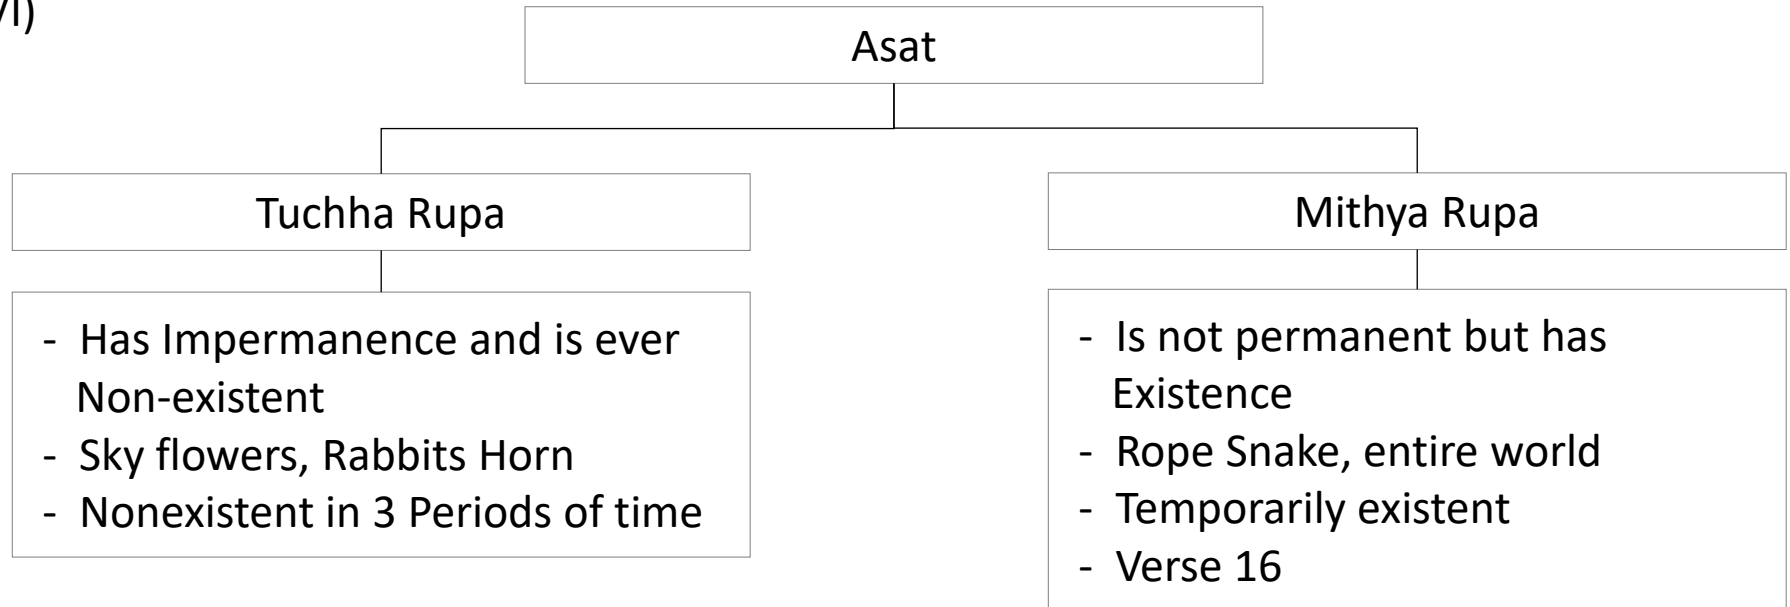 VI)
Asat
Tuchha Rupa
Mithya Rupa
- Has Impermanence and is ever
Non-existent
- Sky flowers, Rabbits Horn
- Nonexistent in 3 Periods of time
- Is not permanent but has
Existence
- Rope Snake, entire world
- Temporarily existent
- Verse 16